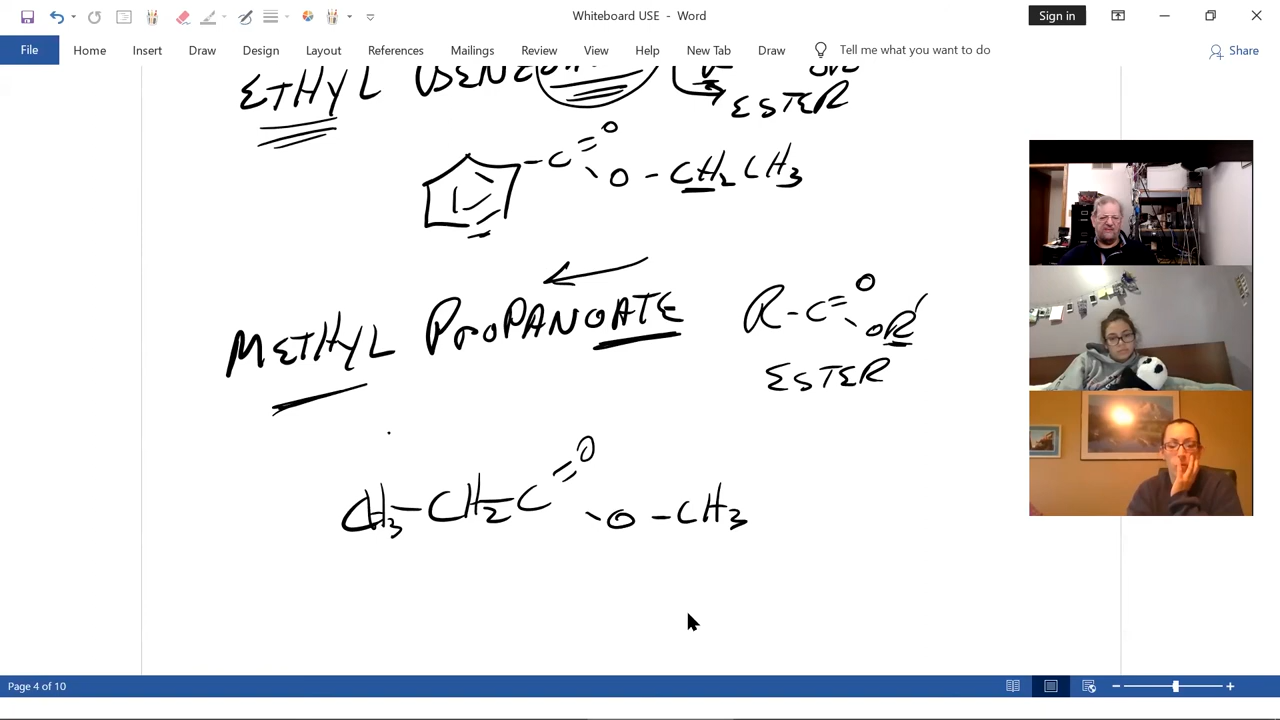 Whiteboard USE - Word
Sign in
File Home Insert Draw Design Layout References Mailings Review View Help New Tab Draw Tell me what you want to do Share
ETHYL
ESTER
C = O
O - CH2CH3
METHYL PROPANOATE
R - C = O
OR'
ESTER
CH3 - CH2 - C = O
O - CH3
Page 4 of 10